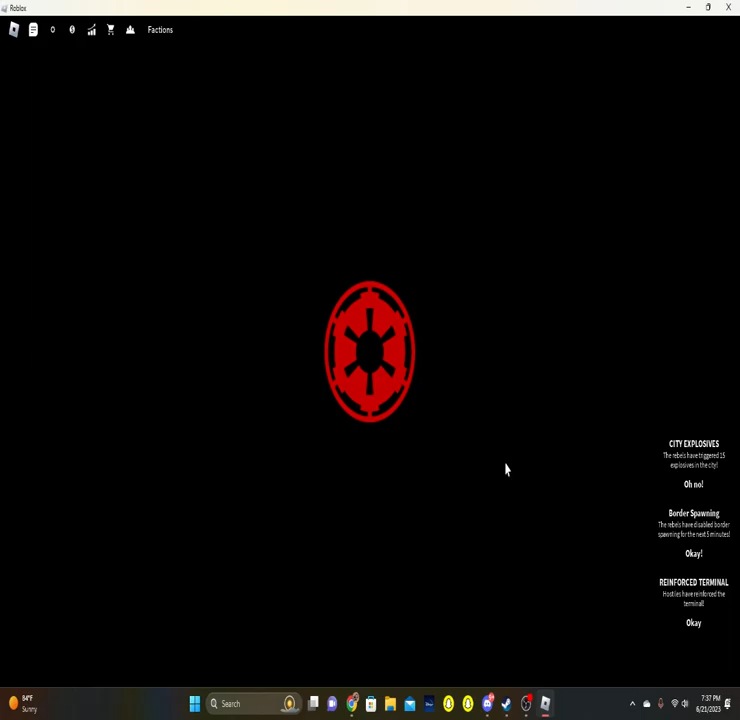 Roblox
Factions
CITY EXPLOSIVES
The rebels have triggered 15
explosives in the city!
Oh no!
Border Spawning
The rebels have disabled border
spawning for the next 5 minutes!
Okay!
REINFORCED TERMINAL
Hostiles have reinforced the
terminal!
Okay
84°F
Sunny
Search
7:37 PM
6/21/2023